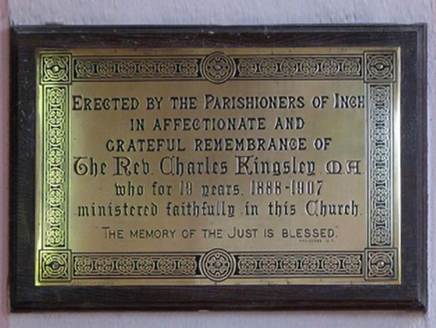 ERECTED BY THE PARISHIONERS OF INCH
IN AFFECTIONATE AND
GRATEFUL REMEMBRANCE OF
The Rev. Charles Kingsley. M.A.
who for 19 years, 1888-1907
ministered faithfully in this Church.
"THE MEMORY OF THE JUST IS BLESSED."